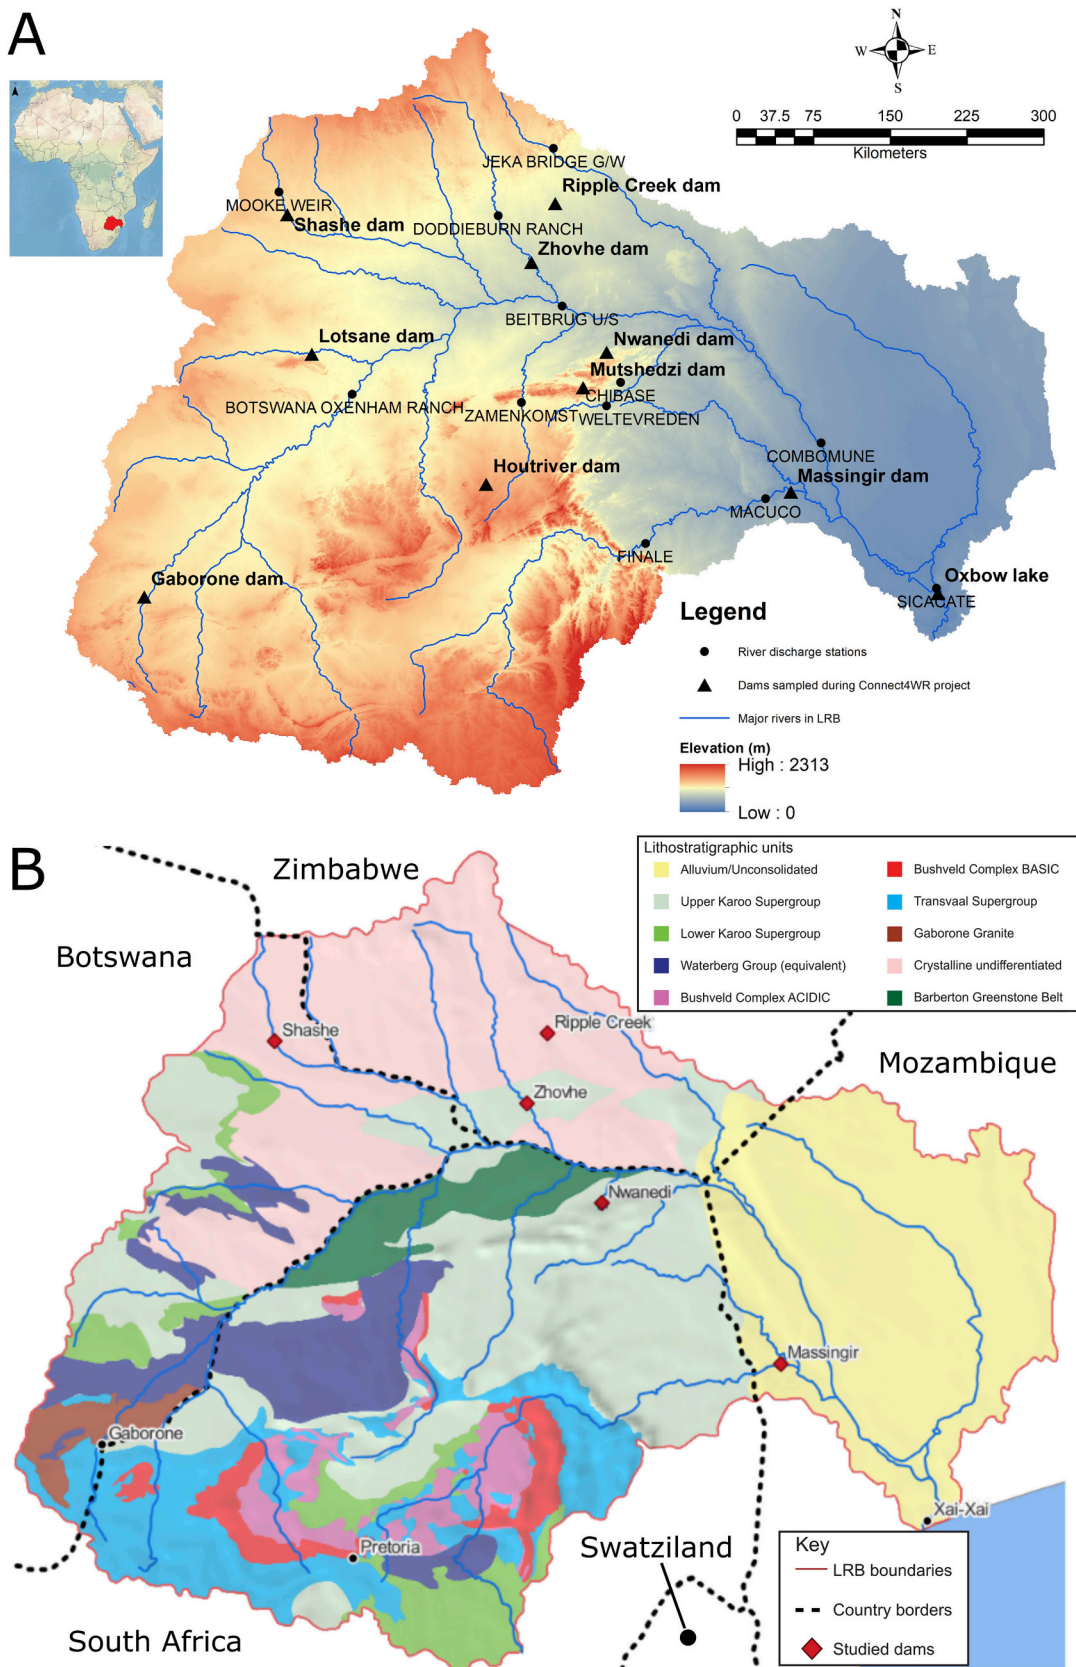 A
N
W
E
S
0 37.5 75 150 225 300
Kilometers
JEKA BRIDGE G/W
Ripple Creek dam
MOOKE WEIR
Shashe dam
DODDIEBURN RANCH
Zhovhe dam
BEITBRUG U/S
Lotsane dam
Nwanedi dam
Mutshedzi dam
CHIBASE
BOTSWANA OXENHAM RANCH
ZAMENKOMST
WELTEVREDEN
COMBOMUNE
Houtriver dam
Massingir dam
MACUCO
FINALE
Gaborone dam
Oxbow lake
SICACATE
Legend
River discharge stations
Dams sampled during Connect4WR project
Major rivers in LRB
Elevation (m)
High : 2313
Low : 0
B
Zimbabwe
Botswana
Lithostratigraphic units
Alluvium/Unconsolidated
Upper Karoo Supergroup
Lower Karoo Supergroup
Waterberg Group (equivalent)
Bushveld Complex ACIDIC
Bushveld Complex BASIC
Transvaal Supergroup
Gaborone Granite
Crystalline undifferentiated
Barberton Greenstone Belt
Shashe
Ripple Creek
Mozambique
Zhovhe
Nwanedi
Massingir
Gaborone
Xai-Xai
Pretoria
Swatziland
South Africa
Key
LRB boundaries
Country borders
Studied dams